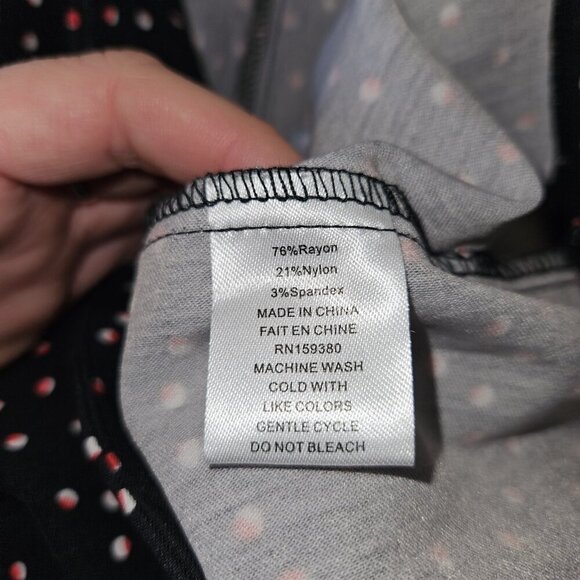 76%Rayon
21%Nylon
3%Spandex
MADE IN CHINA
FAIT EN CHINE
RN159380
MACHINE WASH
COLD WITH
LIKE COLORS
GENTLE CYCLE
DO NOT BLEACH